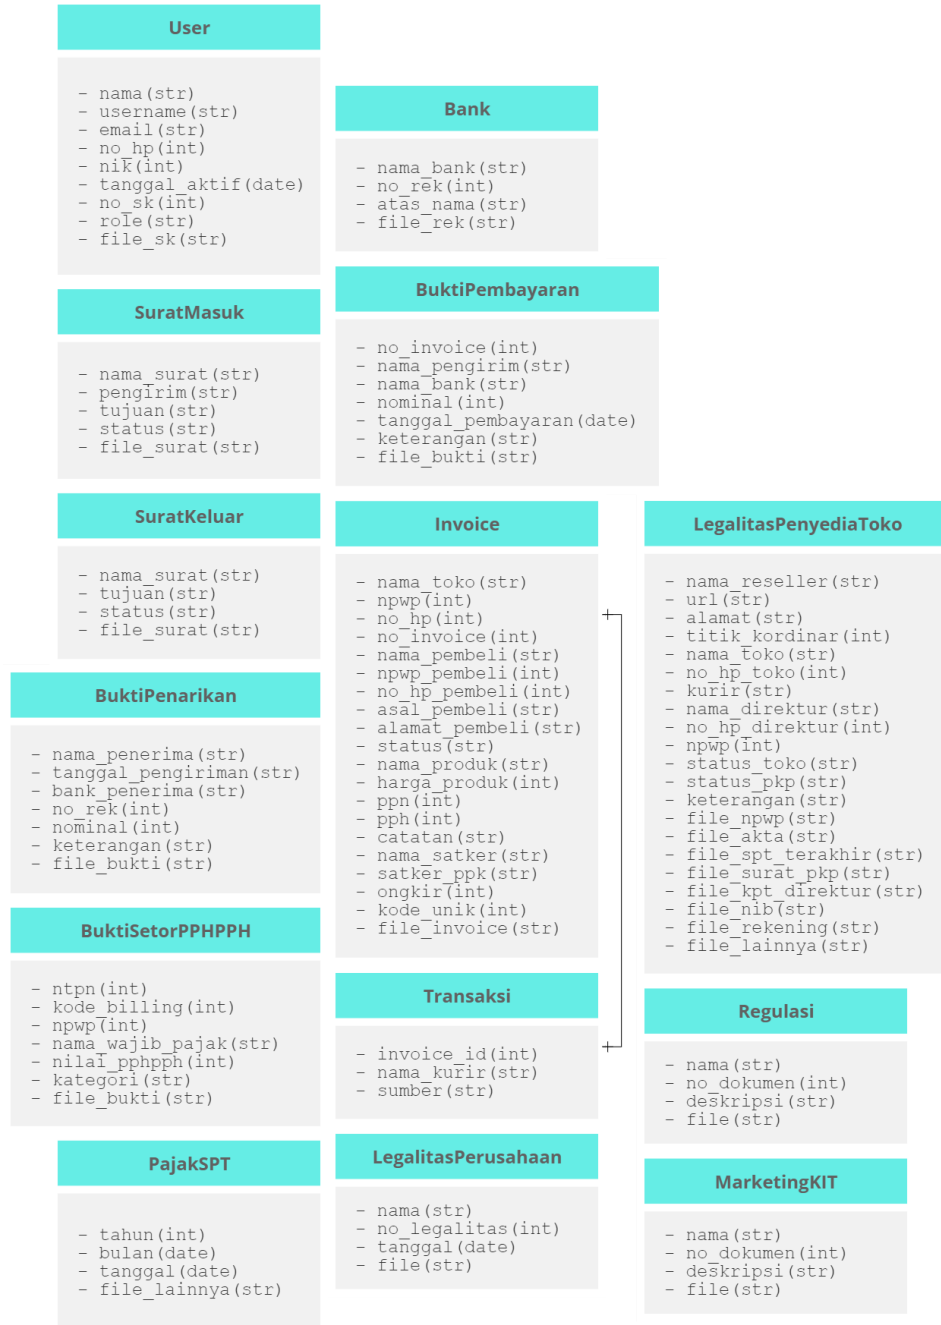 User
- nama(str)
- username(str)
- email(str)
- no_hp(int)
- nik(int)
- tanggal_aktif(date)
- no_sk(int)
- role(str)
- file_sk(str)
Bank
- nama_bank(str)
- no_rek(int)
- atas_nama(str)
- file_rek(str)
SuratMasuk
- nama_surat(str)
- pengirim(str)
- tujuan(str)
- status(str)
- file_surat(str)
BuktiPembayaran
- no_invoice(int)
- nama_pengirim(str)
- nama_bank(str)
- nominal(int)
- tanggal_pembayaran(date)
- keterangan(str)
- file_bukti(str)
SuratKeluar
- nama_surat(str)
- tujuan(str)
- status(str)
- file_surat(str)
Invoice
- nama_toko(str)
- npwp(int)
- no_hp(int)
- no_invoice(int)
- nama_pembeli(str)
- npwp_pembeli(int)
- no_hp_pembeli(int)
- asal_pembeli(str)
- alamat_pembeli(str)
- status(str)
- nama_produk(str)
- harga_produk(int)
- ppn(int)
- pph(int)
- catatan(str)
- nama_satker(str)
- satker_ppk(str)
- ongkir(int)
- kode_unik(int)
- file_invoice(str)
LegalitasPenyediaToko
- nama_reseller(str)
- url(str)
- alamat(str)
- titik_kordinar(int)
- nama_toko(str)
- no_hp_toko(int)
- kurir(str)
- nama_direktur(str)
- no_hp_direktur(int)
- npwp(int)
- status_toko(str)
- status_pkp(str)
- keterangan(str)
- file_npwp(str)
- file_akta(str)
- file_spt_terakhir(str)
- file_surat_pkp(str)
- file_kpt_direktur(str)
- file_nib(str)
- file_rekening(str)
- file_lainnya(str)
BuktiPenarikan
- nama_penerima(str)
- tanggal_pengiriman(str)
- bank_penerima(str)
- no_rek(int)
- nominal(int)
- keterangan(str)
- file_bukti(str)
BuktiSetorPPHPPH
- ntpn(int)
- kode_billing(int)
- npwp(int)
- nama_wajib_pajak(str)
- nilai_pphpph(int)
- kategori(str)
- file_bukti(str)
Transaksi
- invoice_id(int)
- nama_kurir(str)
- sumber(str)
Regulasi
- nama(str)
- no_dokumen(int)
- deskripsi(str)
- file(str)
PajakSPT
- tahun(int)
- bulan(date)
- tanggal(date)
- file_lainnya(str)
LegalitasPerusahaan
- nama(str)
- no_legalitas(int)
- tanggal(date)
- file(str)
MarketingKIT
- nama(str)
- no_dokumen(int)
- deskripsi(str)
- file(str)